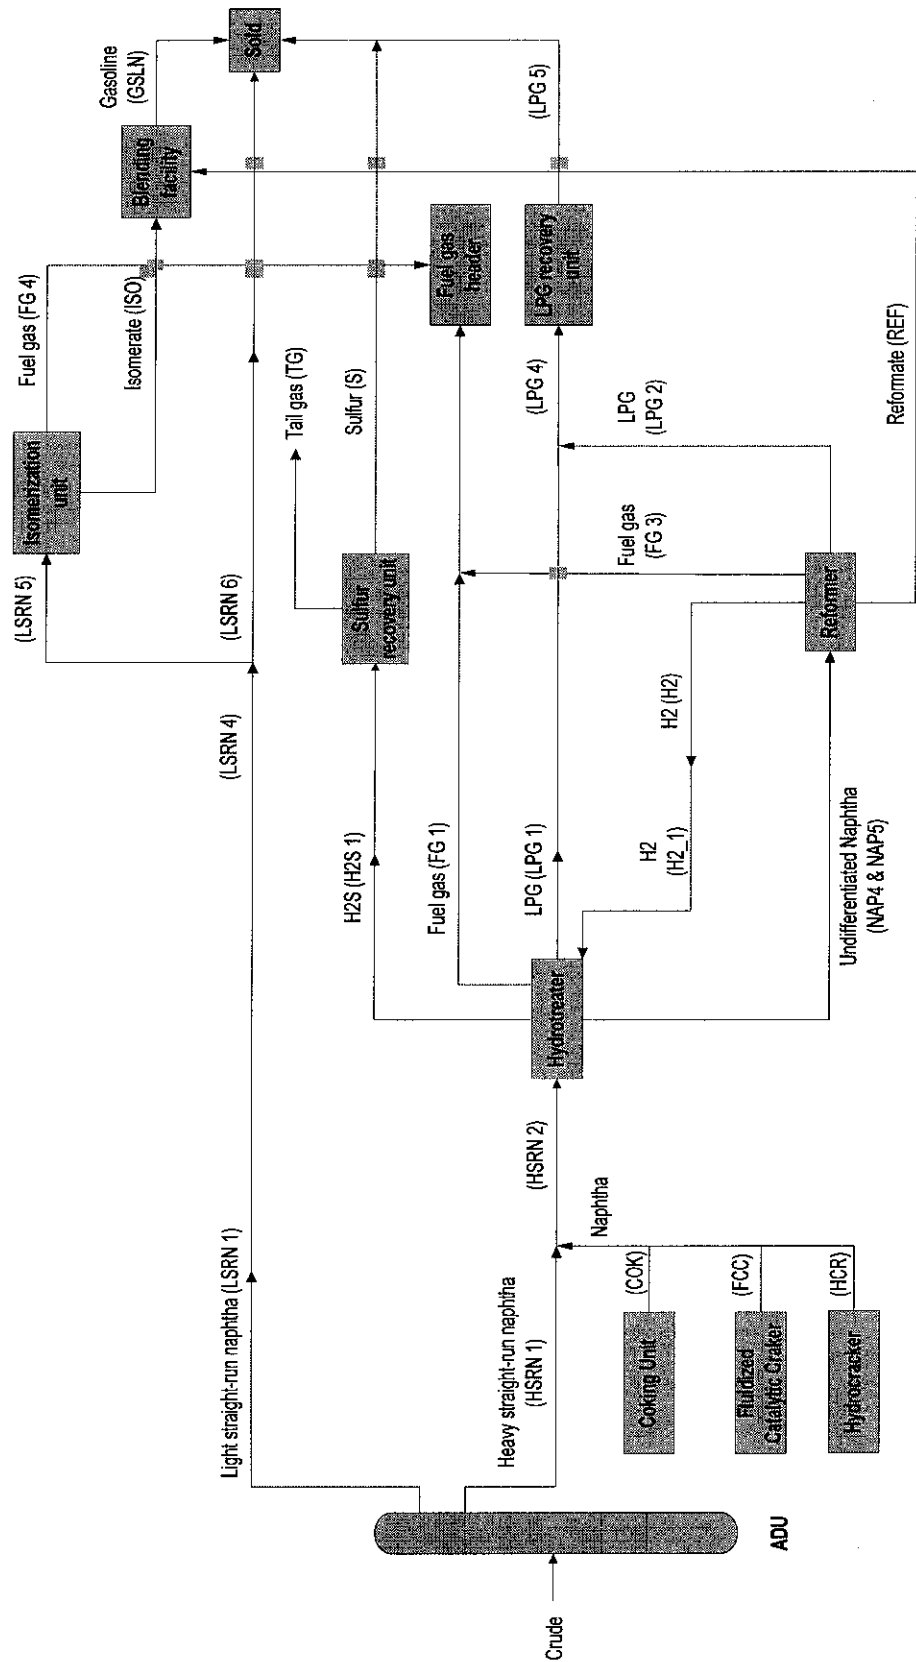 Crude
ADU
Light straight-run naphtha (LSRN 1)
Heavy straight-run naphtha
(HSRN 1)
Coking Unit
(COK)
Fluidized
Catalytic Craker
(FCC)
Hydrocracker
(HCR)
Naphtha
(HSRN 2)
Hydrotreater
H2S (H2S 1)
Fuel gas (FG 1)
LPG (LPG 1)
H2
(H2_1)
H2 (H2)
Undifferentiated Naphtha
(NAP4 & NAP5)
(LSRN 4)
(LSRN 5)
(LSRN 6)
Isomerization
unit
Sulfur
recovery unit
Reformer
Fuel gas
(FG 3)
LPG
(LPG 2)
Fuel gas (FG 4)
Isomerate (ISO)
Tail gas (TG)
Sulfur (S)
(LPG 4)
Reformate (REF)
Fuel gas
header
LPG recovery
unit
Blending
facility
Gasoline
(GSLN)
(LPG 5)
Sold